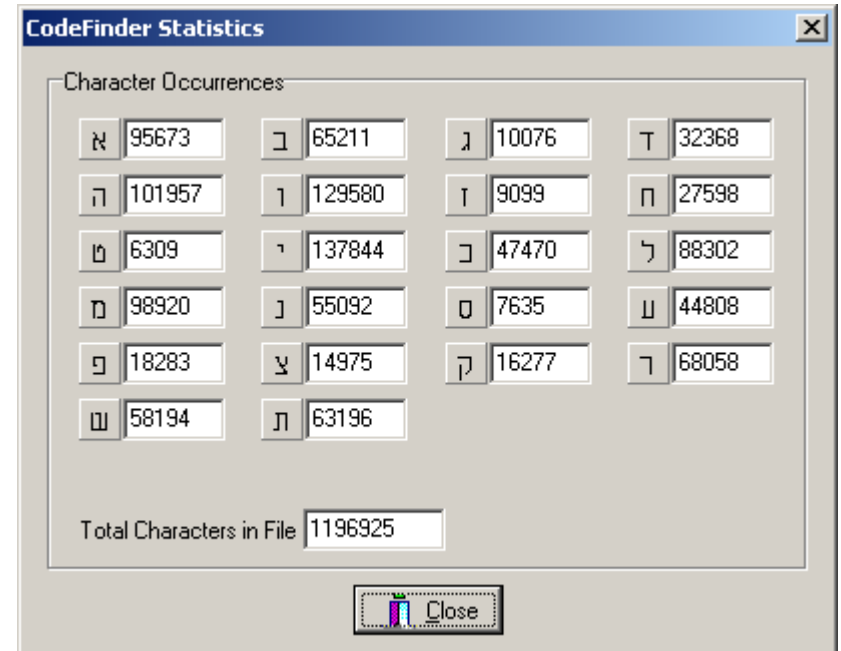 CodeFinder Statistics
Character Occurrences
א 95673 ב 65211 ג 10076 ד 32368
ה 101957 ו 129580 ז 9099 ח 27598
ט 6309 י 137844 כ 47470 ל 88302
מ 98920 נ 55092 ס 7635 ע 44808
פ 18283 צ 14975 ק 16277 ר 68058
ש 58194 ת 63196
Total Characters in File 1196925
Close